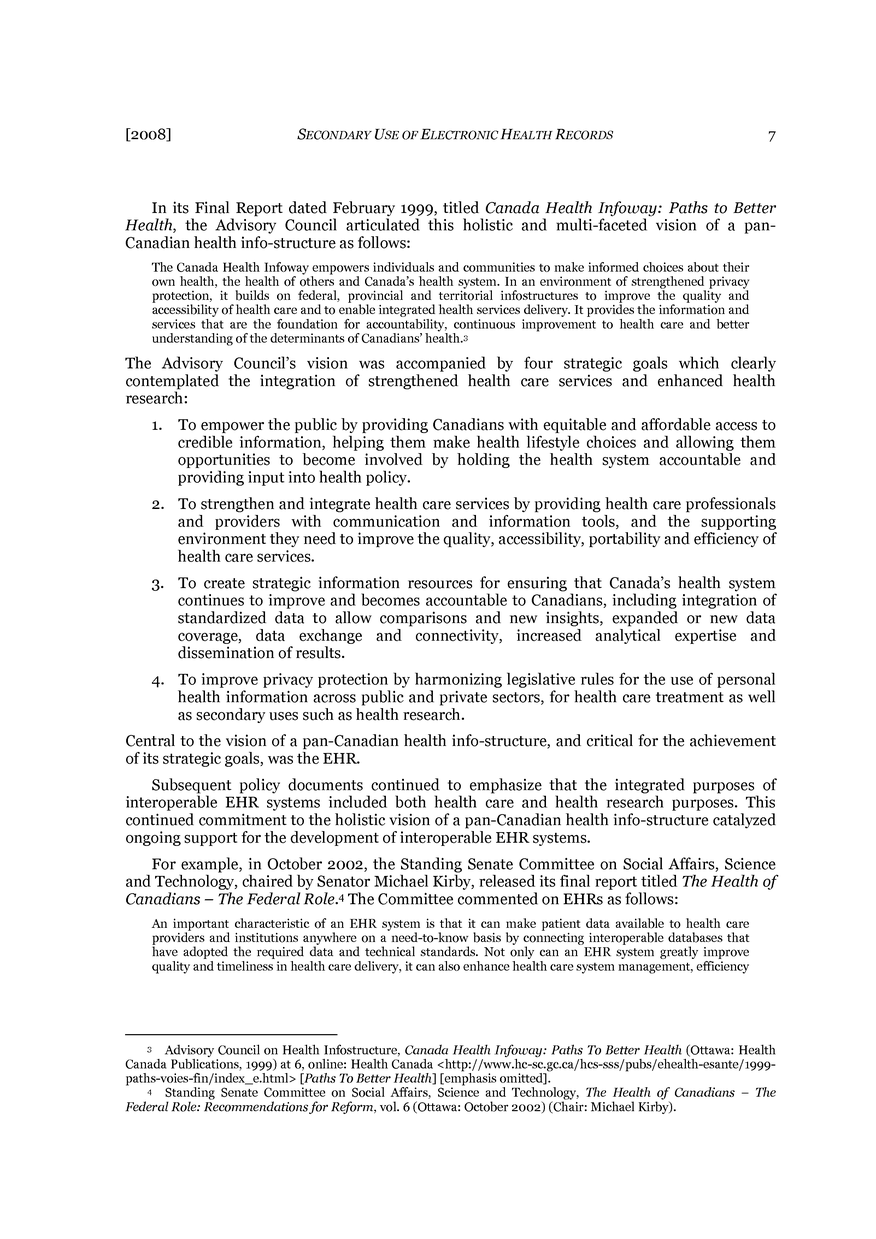 [2008] SECONDARY USE OF ELECTRONIC HEALTH RECORDS 7
In its Final Report dated February 1999, titled Canada Health Infoway: Paths to Better
Health, the Advisory Council articulated this holistic and multi-faceted vision of a pan-
Canadian health info-structure as follows:
The Canada Health Infoway empowers individuals and communities to make informed choices about their
own health, the health of others and Canada’s health system. In an environment of strengthened privacy
protection, it builds on federal, provincial and territorial infostructures to improve the quality and
accessibility of health care and to enable integrated health services delivery. It provides the information and
services that are the foundation for accountability, continuous improvement to health care and better
understanding of the determinants of Canadians’ health.3
The Advisory Council’s vision was accompanied by four strategic goals which clearly
contemplated the integration of strengthened health care services and enhanced health
research:
1. To empower the public by providing Canadians with equitable and affordable access to
credible information, helping them make health lifestyle choices and allowing them
opportunities to become involved by holding the health system accountable and
providing input into health policy.
2. To strengthen and integrate health care services by providing health care professionals
and providers with communication and information tools, and the supporting
environment they need to improve the quality, accessibility, portability and efficiency of
health care services.
3. To create strategic information resources for ensuring that Canada’s health system
continues to improve and becomes accountable to Canadians, including integration of
standardized data to allow comparisons and new insights, expanded or new data
coverage, data exchange and connectivity, increased analytical expertise and
dissemination of results.
4. To improve privacy protection by harmonizing legislative rules for the use of personal
health information across public and private sectors, for health care treatment as well
as secondary uses such as health research.
Central to the vision of a pan-Canadian health info-structure, and critical for the achievement
of its strategic goals, was the EHR.
Subsequent policy documents continued to emphasize that the integrated purposes of
interoperable EHR systems included both health care and health research purposes. This
continued commitment to the holistic vision of a pan-Canadian health info-structure catalyzed
ongoing support for the development of interoperable EHR systems.
For example, in October 2002, the Standing Senate Committee on Social Affairs, Science
and Technology, chaired by Senator Michael Kirby, released its final report titled The Health of
Canadians – The Federal Role.4 The Committee commented on EHRs as follows:
An important characteristic of an EHR system is that it can make patient data available to health care
providers and institutions anywhere on a need-to-know basis by connecting interoperable databases that
have adopted the required data and technical standards. Not only can an EHR system greatly improve
quality and timeliness in health care delivery, it can also enhance health care system management, efficiency
3 Advisory Council on Health Infostructure, Canada Health Infoway: Paths To Better Health (Ottawa: Health
Canada Publications, 1999) at 6, online: Health Canada <http://www.hc-sc.gc.ca/hcs-sss/pubs/ehealth-esante/1999-
paths-voies-fin/index_e.html> [Paths To Better Health] [emphasis omitted].
4 Standing Senate Committee on Social Affairs, Science and Technology, The Health of Canadians – The
Federal Role: Recommendations for Reform, vol. 6 (Ottawa: October 2002) (Chair: Michael Kirby).